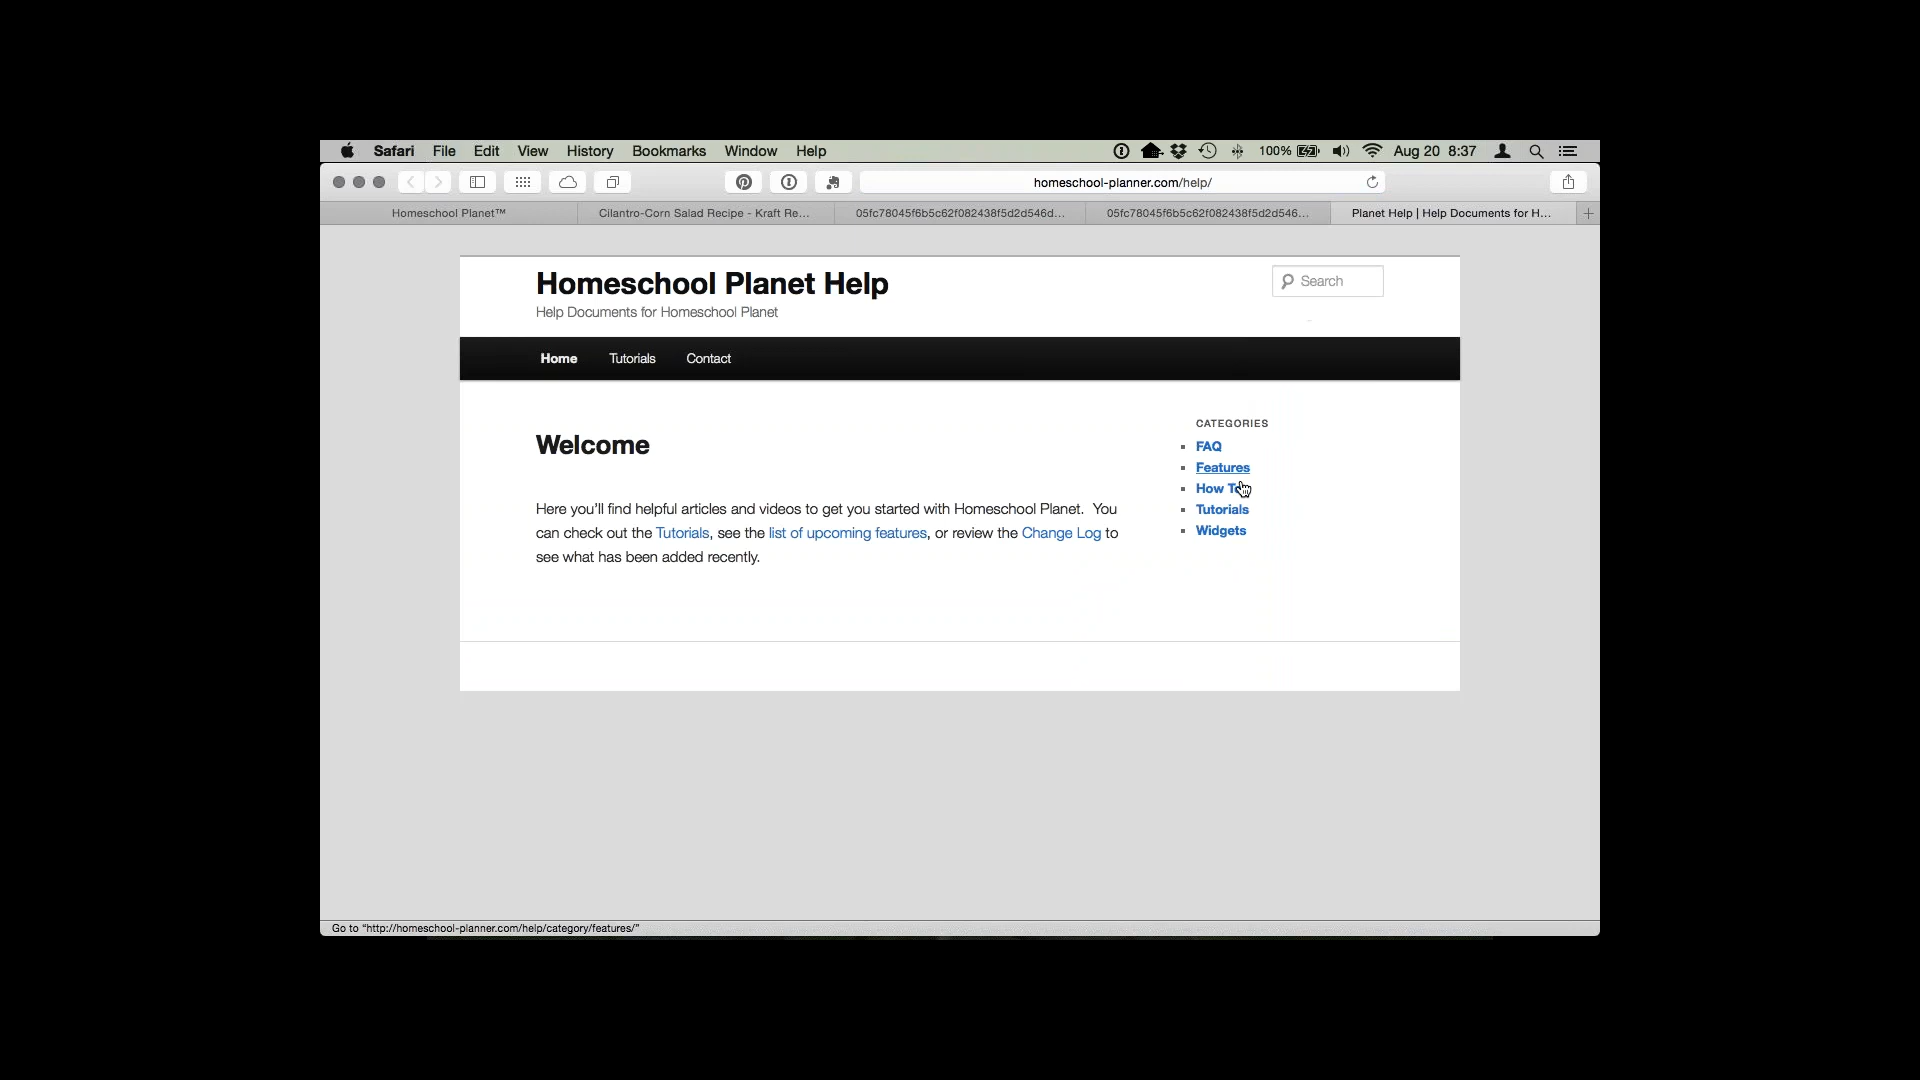 Safari File Edit View History Bookmarks Window Help 100% Aug 20 8:37
homeschool-planner.com/help/
Homeschool Planet™ Cilantro-Corn Salad Recipe - Kraft Re... 05fc78045f6b5c62f082438f5d2d546d... 05fc78045f6b5c62f082438f5d2d546... Planet Help | Help Documents for H...
Homeschool Planet Help
Search
Help Documents for Homeschool Planet
Home Tutorials Contact
Welcome
Here you'll find helpful articles and videos to get you started with Homeschool Planet. You
can check out the Tutorials, see the list of upcoming features, or review the Change Log to
see what has been added recently.
CATEGORIES
FAQ
Features
How
Tutorials
Widgets
Go to "http://homeschool-planner.com/help/category/features/"